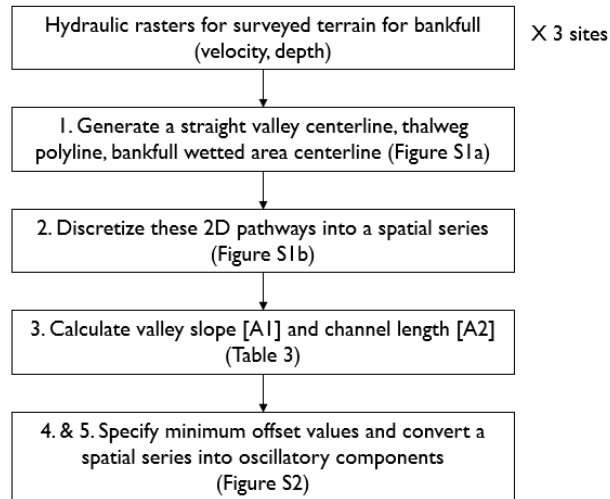 Hydraulic rasters for surveyed terrain for bankfull
(velocity, depth)
X 3 sites
1. Generate a straight valley centerline, thalweg
polyline, bankfull wetted area centerline (Figure S1a)
2. Discretize these 2D pathways into a spatial series
(Figure S1b)
3. Calculate valley slope [A1] and channel length [A2]
(Table 3)
4. & 5. Specify minimum offset values and convert a
spatial series into oscillatory components
(Figure S2)